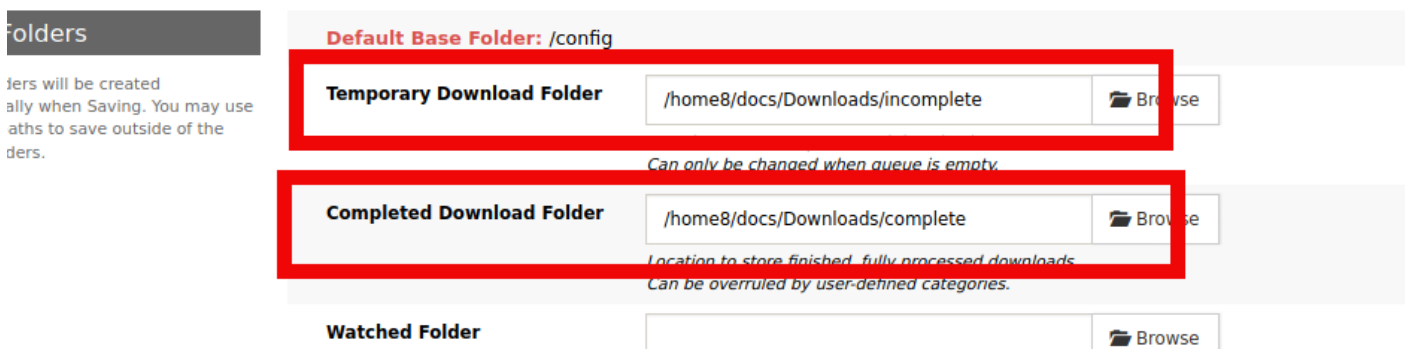 Folders
ders will be created
ally when Saving. You may use
aths to save outside of the
ders.
Default Base Folder: /config
Temporary Download Folder
/home8/docs/Downloads/incomplete
Browse
Can only be changed when queue is empty.
Completed Download Folder
/home8/docs/Downloads/complete
Browse
Location to store finished, fully processed downloads
Can be overruled by user-defined categories.
Watched Folder
Browse